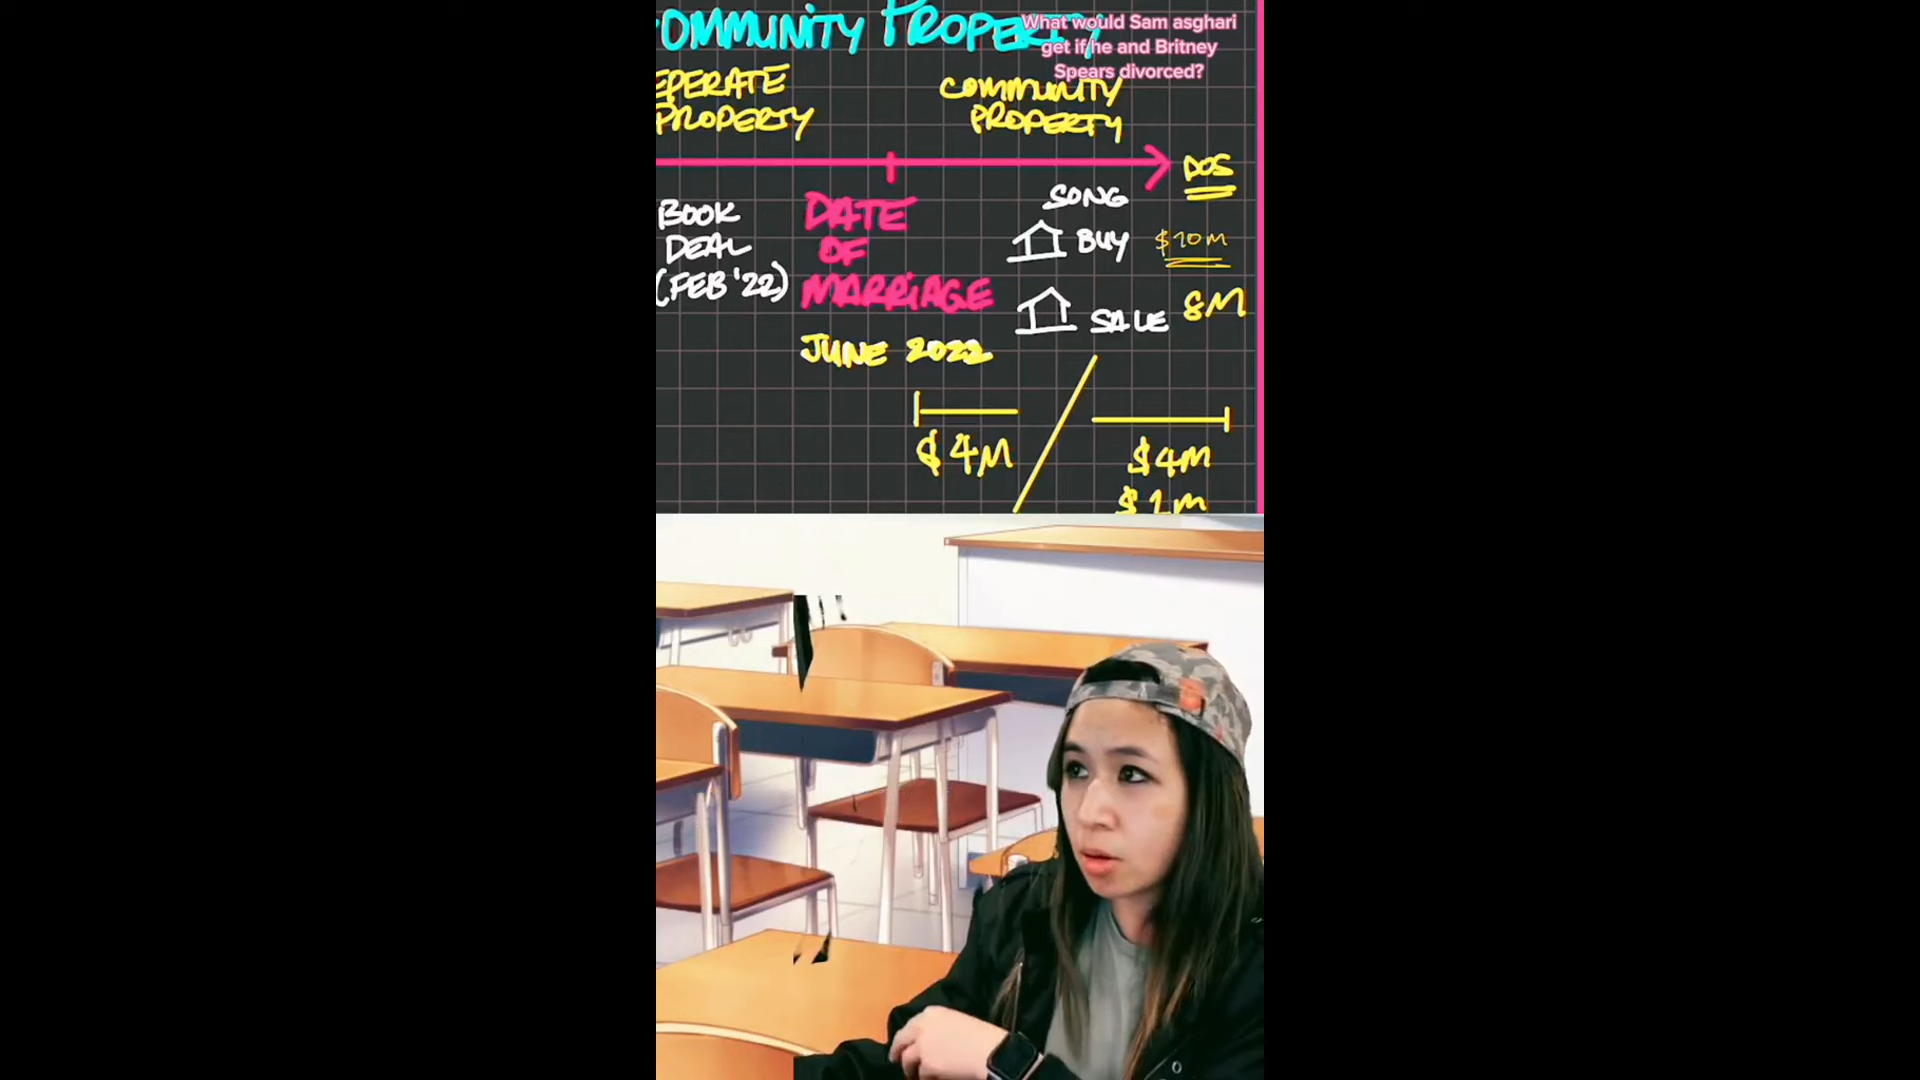 COMMUNITY PROPERTY
What would Sam asghari
get if he and Britney
Spears divorced?
EPERATE
PROPERTY
COMMUNITY
PROPERTY
DOS
BOOK
DEAL
(FEB '22)
DATE
OF
MARRIAGE
JUNE 2022
SONG
BUY $10M
SALE 8M
$4M
$4M